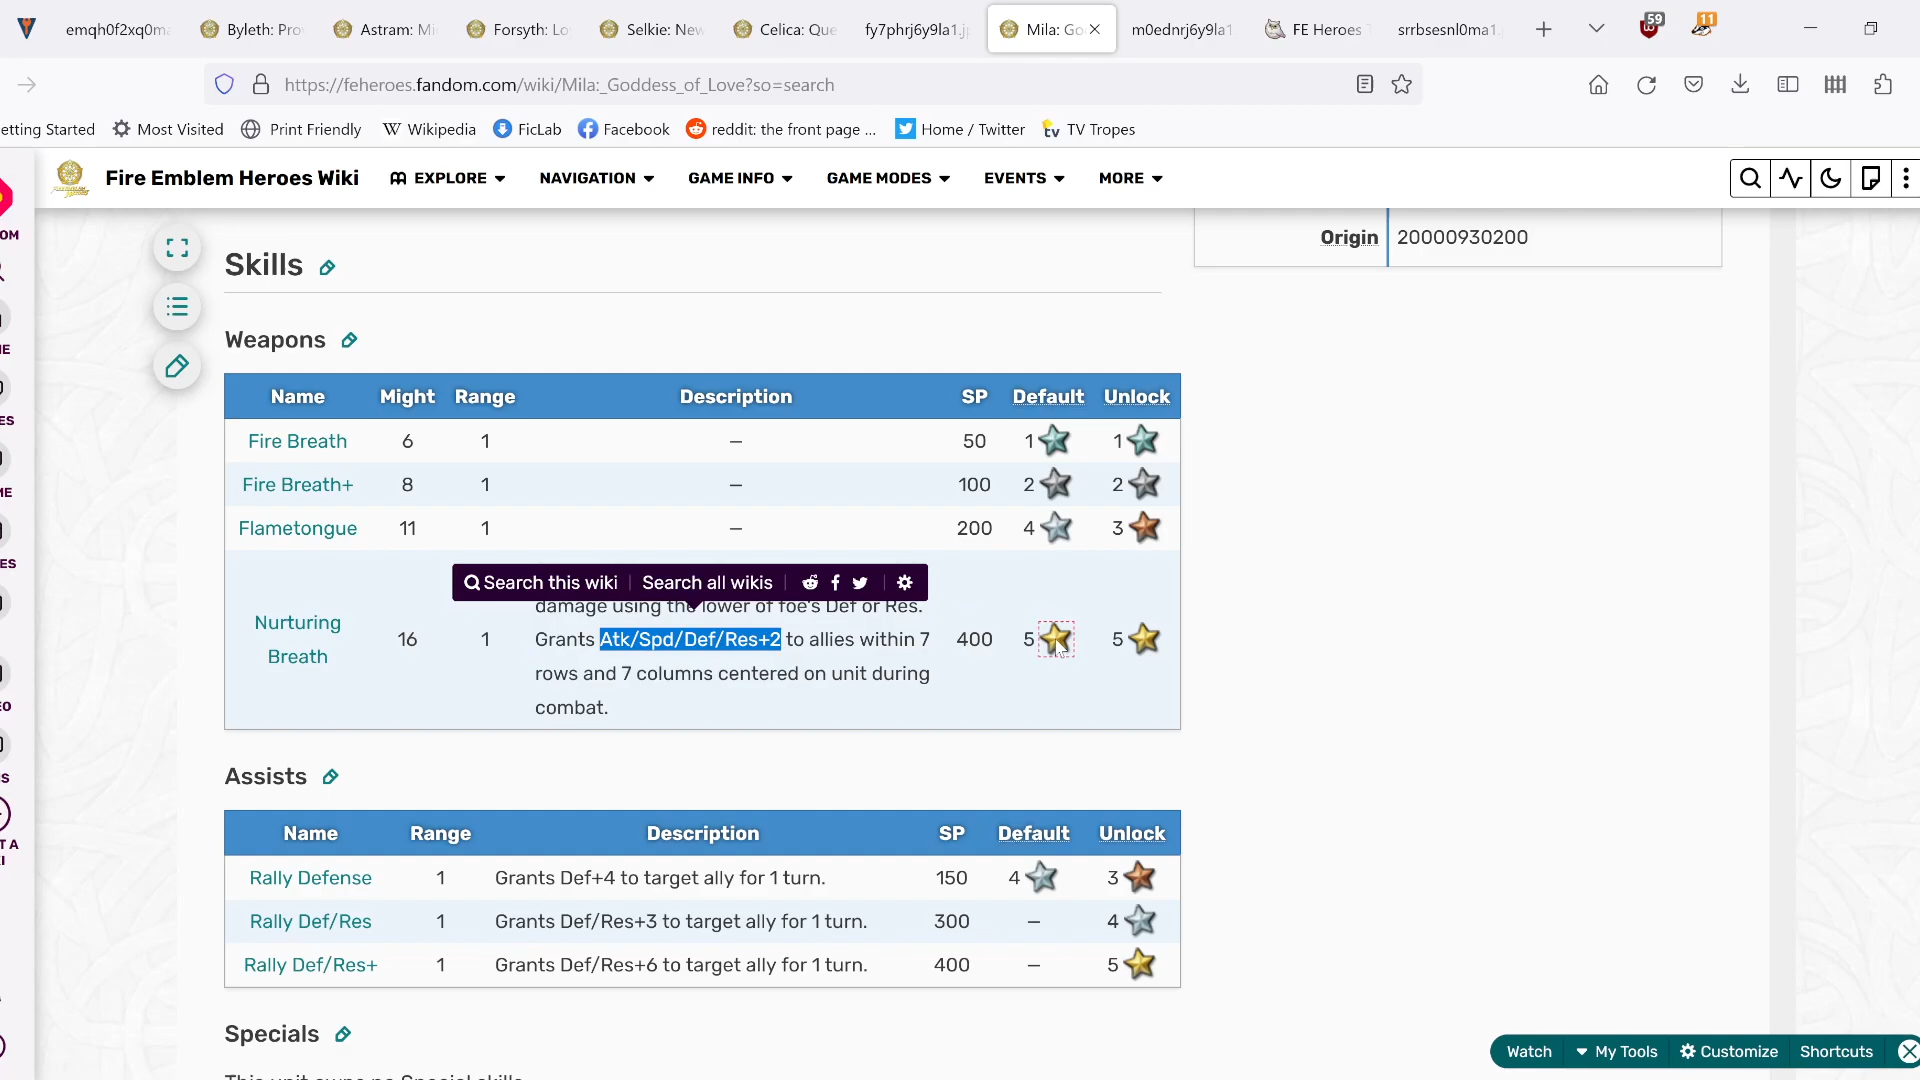 emqh0f2xq0ma
Byleth: Pro
Astram: Mi
Forsyth: Lo
Selkie: New
Celica: Que
fy7phrj6y9la1.j
Mila: Go
m0ednrj6y9la1
FE Heroes
srrbsesnl0ma1.
59
11
https://feheroes.fandom.com/wiki/Mila:_Goddess_of_Love?so=search
etting Started
Most Visited
Print Friendly
Wikipedia
FicLab
Facebook
reddit: the front page ...
Home / Twitter
TV Tropes
Fire Emblem Heroes Wiki
EXPLORE
NAVIGATION
GAME INFO
GAME MODES
EVENTS
MORE
Origin 20000930200
Skills
Weapons
Name Might Range Description SP Default Unlock
Fire Breath 6 1 – 50 1 1
Fire Breath+ 8 1 – 100 2 2
Flametongue 11 1 – 200 4 3
Search this wiki Search all wikis
damage using the lower of foe's Def or Res.
Nurturing
Breath
16 1
Grants Atk/Spd/Def/Res+2 to allies within 7
rows and 7 columns centered on unit during
combat.
400 5 5
Assists
Name Range Description SP Default Unlock
Rally Defense 1 Grants Def+4 to target ally for 1 turn. 150 4 3
Rally Def/Res 1 Grants Def/Res+3 to target ally for 1 turn. 300 – 4
Rally Def/Res+ 1 Grants Def/Res+6 to target ally for 1 turn. 400 – 5
Specials
This unit owns no Special skills
Watch My Tools Customize Shortcuts